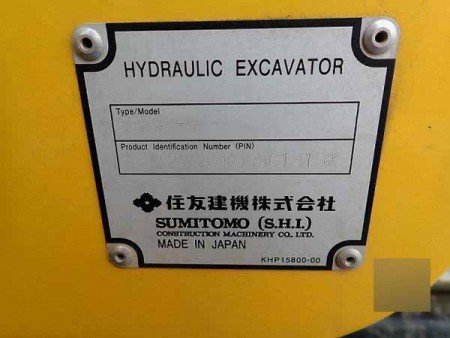 HYDRAULIC EXCAVATOR
Type/Model
Product Identification Number (PIN)
住友建機株式会社
SUMITOMO (S.H.I.)
CONSTRUCTION MACHINERY CO., LTD.
MADE IN JAPAN
KHP15800-00